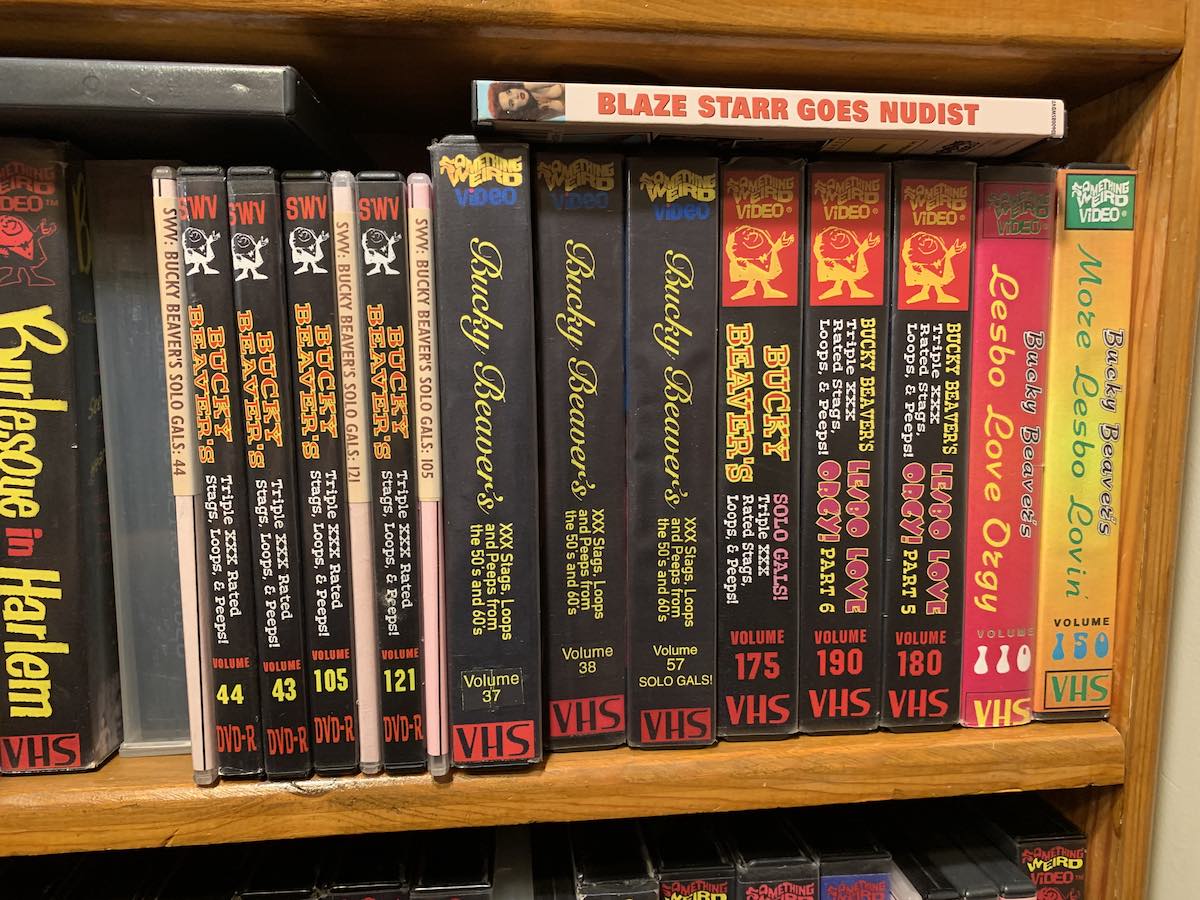 BLAZE STARR GOES NUDIST
VIDEO™
Burlesque in Harlem
VHS
SWV: BUCKY BEAVER'S SOLO GALS: 44
SWV
BUCKY
BEAVER'S
Triple XXX Rated
Stags, Loops, & Peeps!
VOLUME
44
DVD-R
SWV
BUCKY
BEAVER'S
Triple XXX Rated
Stags, Loops, & Peeps!
VOLUME
43
DVD-R
SWV
BUCKY
BEAVER'S
Triple XXX Rated
Stags, Loops, & Peeps!
VOLUME
105
DVD-R
SWV: BUCKY BEAVER'S SOLO GALS: 121
SWV
BUCKY
BEAVER'S
Triple XXX Rated
Stags, Loops, & Peeps!
VOLUME
121
DVD-R
SWV: BUCKY BEAVER'S SOLO GALS: 105
SOMETHING
WEIRD
VIDEO
Bucky Beaver's
XXX Stags, Loops
and Peeps from
the 50's and 60's
Volume
37
VHS
SOMETHING
WEIRD
VIDEO
Bucky Beaver's
XXX Stags, Loops
and Peeps from
the 50's and 60's
Volume
38
VHS
SOMETHING
WEIRD
VIDEO
Bucky Beaver's
XXX Stags, Loops
and Peeps from
the 50's and 60's
Volume
57
SOLO GALS!
VHS
SOMETHING
WEIRD
VIDEO®
BUCKY
BEAVER'S
SOLO GALS!
Triple XXX
Rated Stags,
Loops, & Peeps!
VOLUME
175
VHS
SOMETHING
WEIRD
VIDEO®
BUCKY BEAVER'S
Triple XXX
Rated Stags,
Loops, & Peeps!
LESBO LOVE
ORGY! PART 6
VOLUME
190
VHS
SOMETHING
WEIRD
VIDEO®
BUCKY BEAVER'S
Triple XXX
Rated Stags,
Loops, & Peeps!
LESBO LOVE
ORGY! PART 5
VOLUME
180
VHS
SOMETHING
WEIRD
VIDEO®
Bucky Beaver's
Lesbo Love Orgy
VOLUME
110
VHS
SOMETHING
WEIRD
VIDEO®
Bucky Beaver's
More Lesbo Lovin'
VOLUME
150
VHS
SOMETHING
WEIRD
SOMETHING
WEIRD
SOMETHING
WEIRD
SOMETHING
WEIRD
VIDEO™